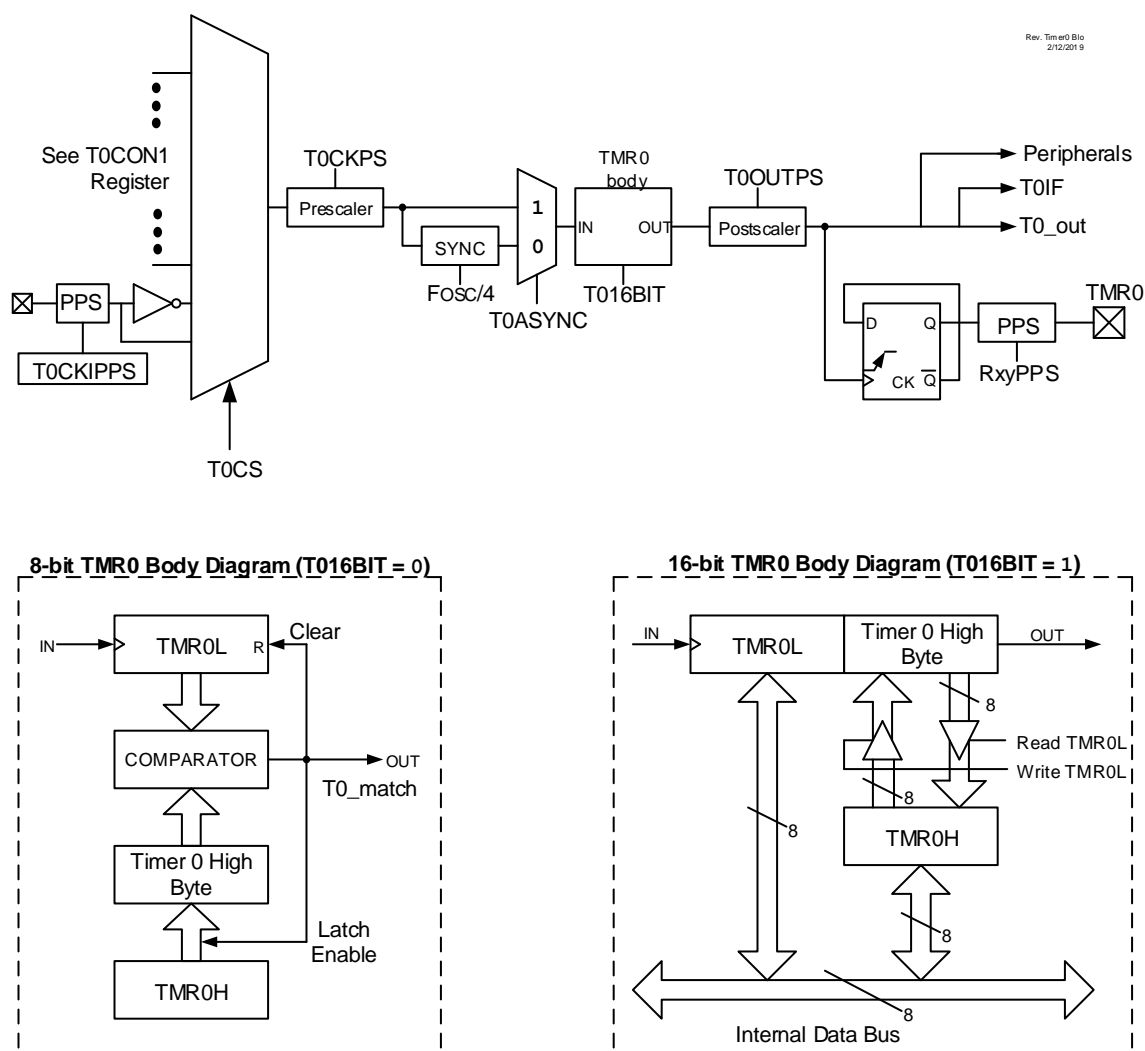 Rev. Timer0 Blo
2/12/2019
See T0CON1
Register
T0CKPS
Prescaler
SYNC
FOSC/4
1
0
T0ASYNC
TMR0
body
IN
OUT
T016BIT
T0OUTPS
Postscaler
Peripherals
T0IF
T0_out
PPS
T0CKIPPS
T0CS
D
Q
CK
Q
PPS
RxyPPS
TMR0
8-bit TMR0 Body Diagram (T016BIT = 0)
IN
TMR0L
R
Clear
COMPARATOR
OUT
T0_match
Timer 0 High
Byte
Latch
Enable
TMR0H
16-bit TMR0 Body Diagram (T016BIT = 1)
IN
TMR0L
Timer 0 High
Byte
OUT
8
Read TMR0L
Write TMR0L
8
8
TMR0H
8
8
Internal Data Bus